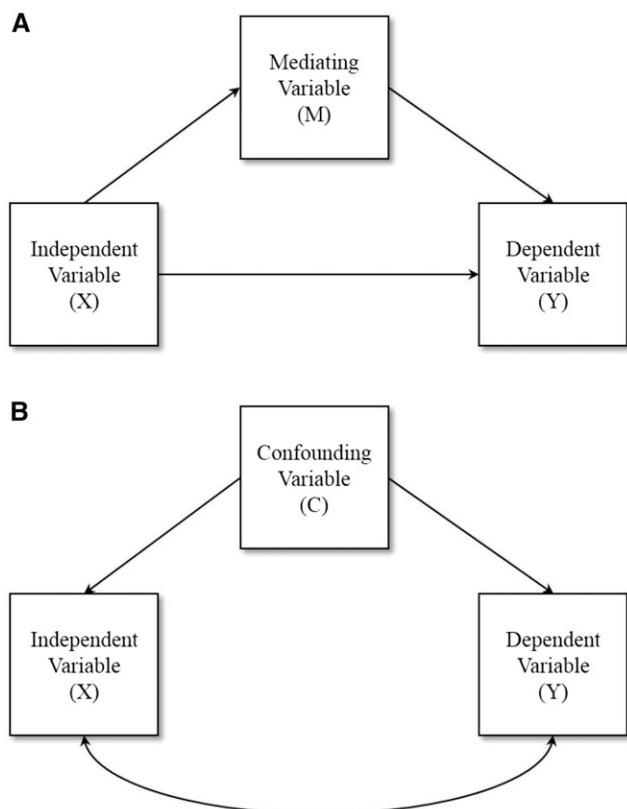 A
Mediating
Variable
(M)
Independent
Variable
(X)
Dependent
Variable
(Y)
B
Confounding
Variable
(C)
Independent
Variable
(X)
Dependent
Variable
(Y)